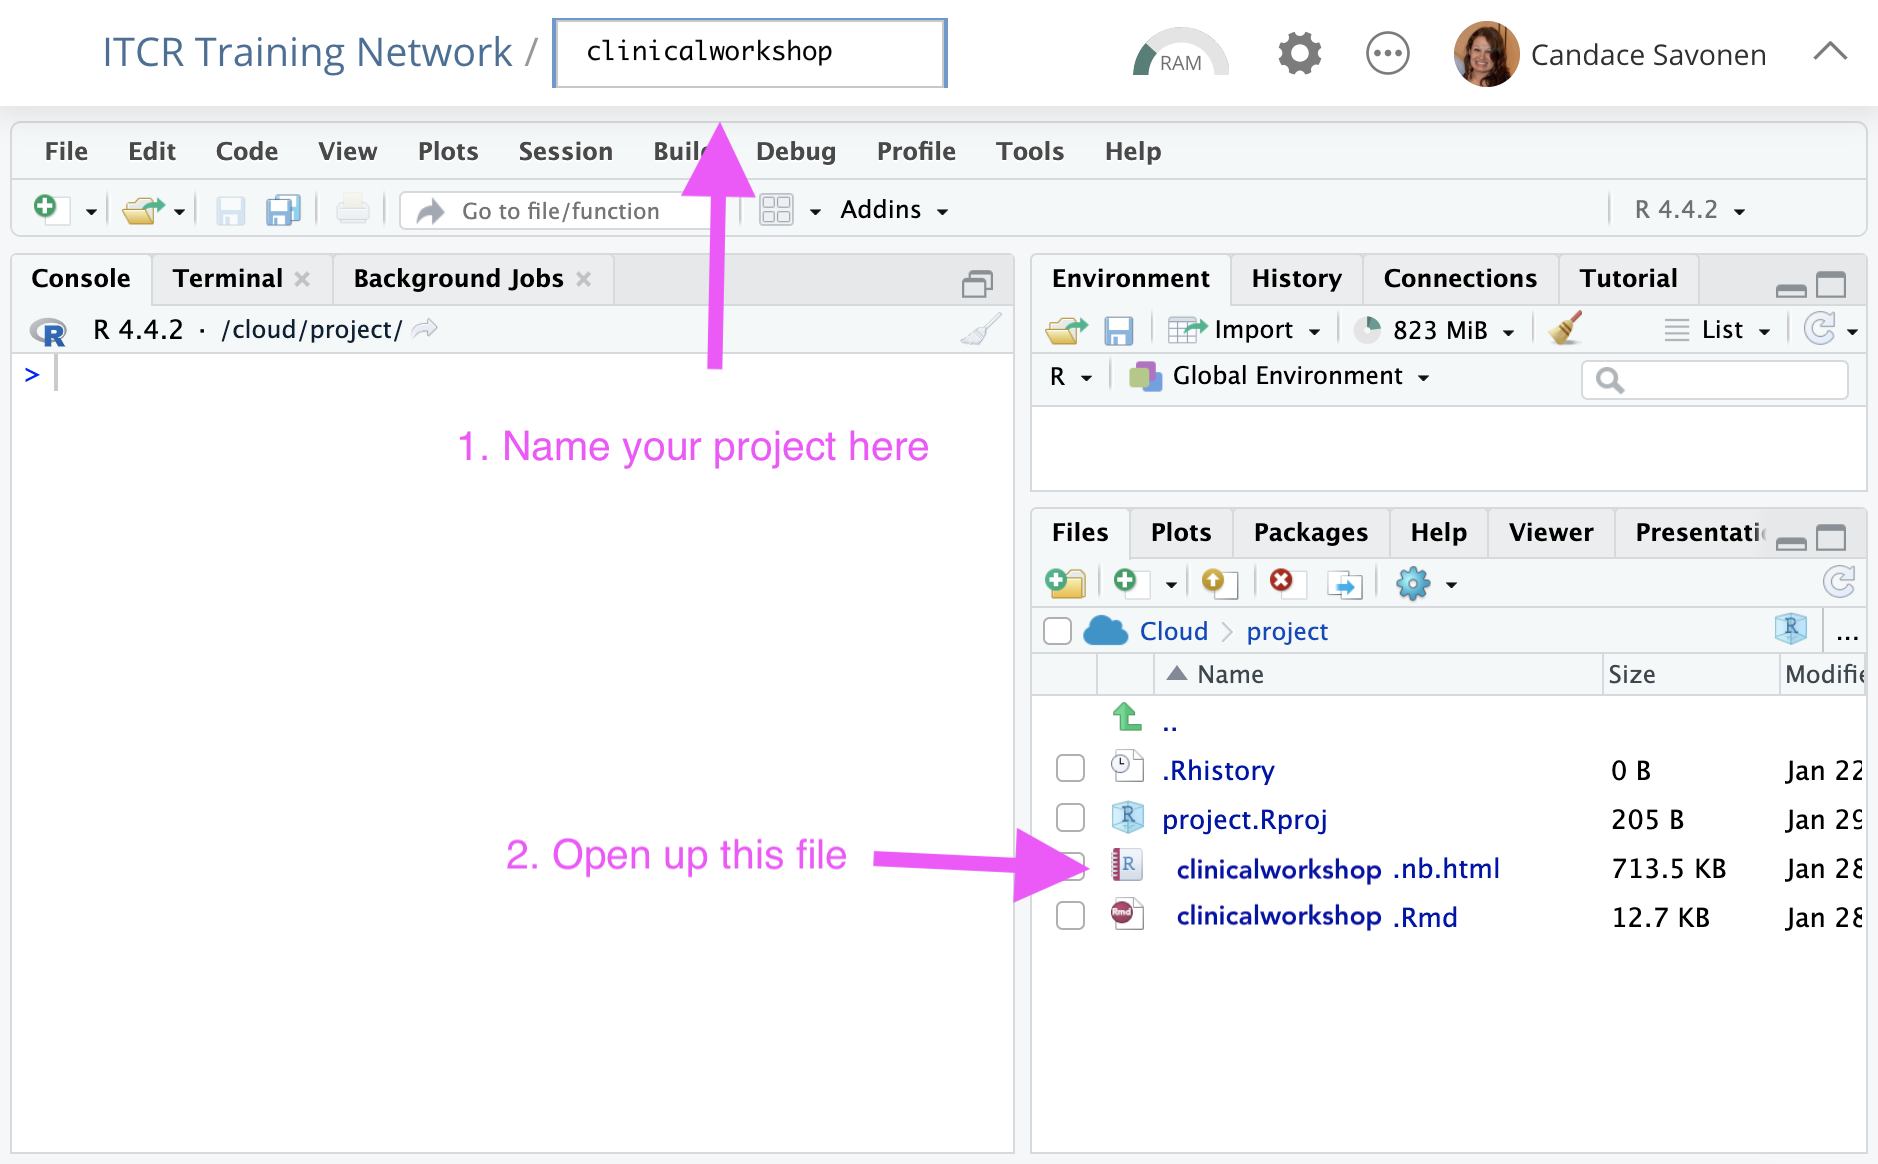 ITCR Training Network / clinicalworkshop
RAM
Candace Savonen
File Edit Code View Plots Session Build Debug Profile Tools Help
Go to file/function
Addins
R 4.4.2
Console Terminal Background Jobs
R 4.4.2 · /cloud/project/
>
1. Name your project here
2. Open up this file
Environment History Connections Tutorial
Import 823 MiB List
R Global Environment
Files Plots Packages Help Viewer Presentati
Cloud project
R
...
Name Size Modifie
..
.Rhistory 0 B Jan 22
project.Rproj 205 B Jan 29
clinicalworkshop .nb.html 713.5 KB Jan 28
clinicalworkshop .Rmd 12.7 KB Jan 28